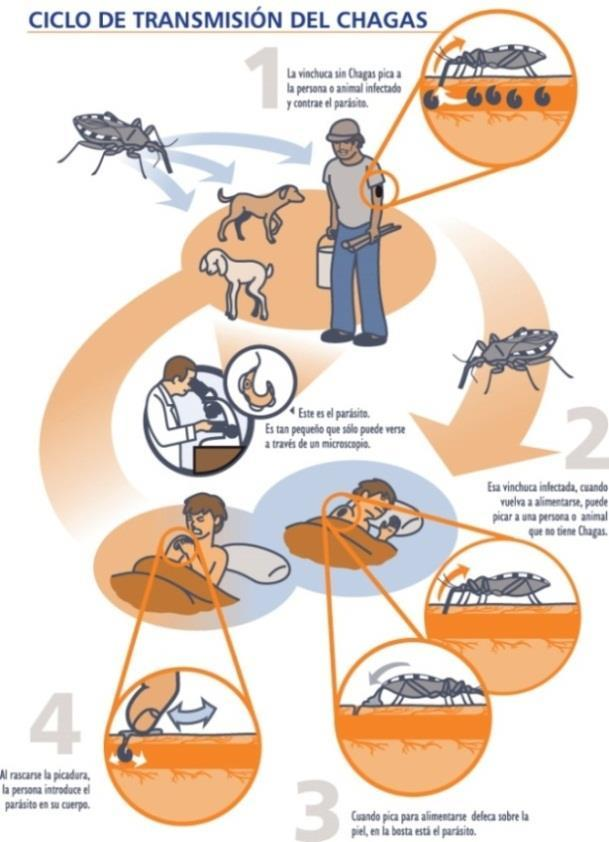 CICLO DE TRANSMISIÓN DEL CHAGAS
1
La vinchuca sin Chagas pica a
la persona o animal infectado
y contrae el parásito.
Este es el parásito.
Es tan pequeño que sólo puede verse
a través de un microscopio.
2
Esa vinchuca infectada, cuando
vuelva a alimentarse, puede
picar a una persona o animal
que no tiene Chagas.
3
Cuando pica para alimentarse defeca sobre la
piel, en la bosta está el parásito.
4
Al rascarse la picadura,
la persona introduce el
parásito en su cuerpo.